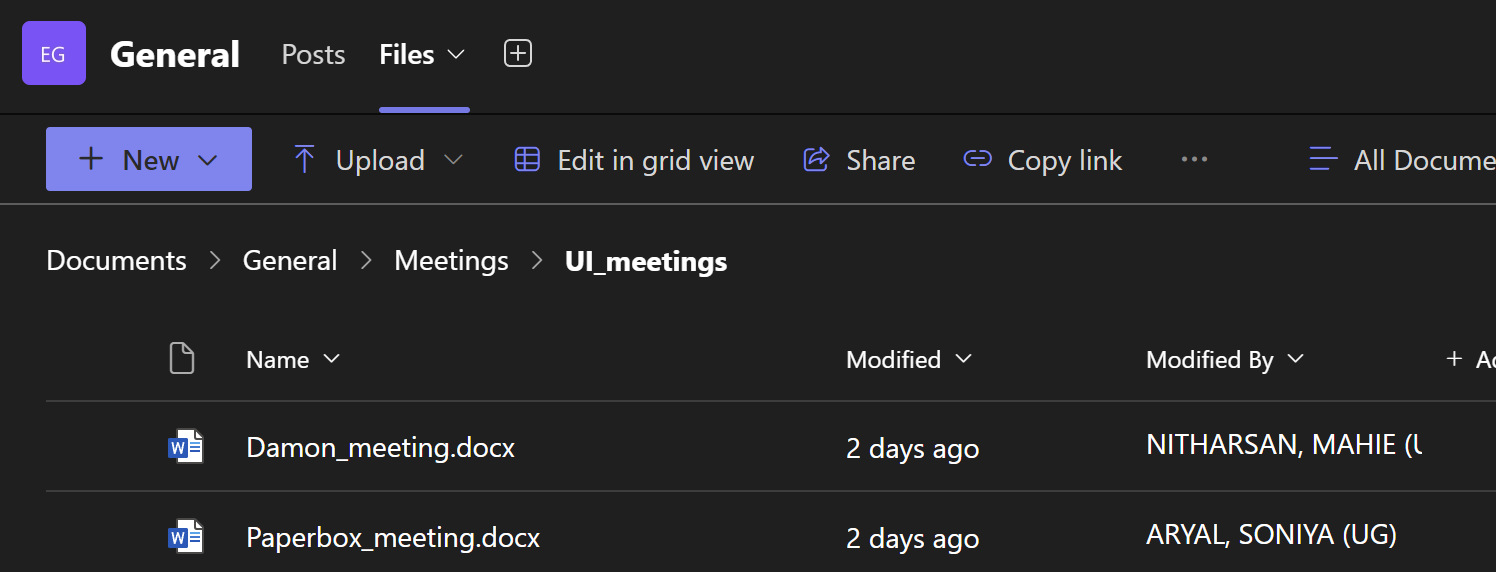 EG General Posts Files
New Upload Edit in grid view Share Copy link ... All Docume
Documents > General > Meetings > UI_meetings
Name Modified Modified By + Ac
Damon_meeting.docx 2 days ago NITHARSAN, MAHIE (U
Paperbox_meeting.docx 2 days ago ARYAL, SONIYA (UG)